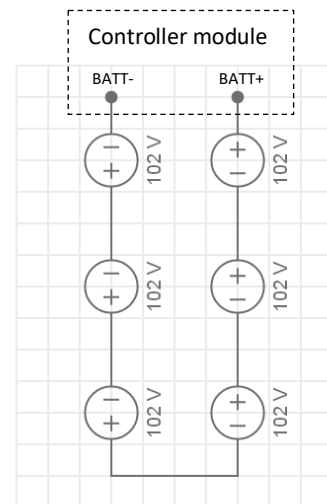 Controller module
BATT- BATT+
− + 102 V
+ − 102 V
− + 102 V
+ − 102 V
− + 102 V
+ − 102 V